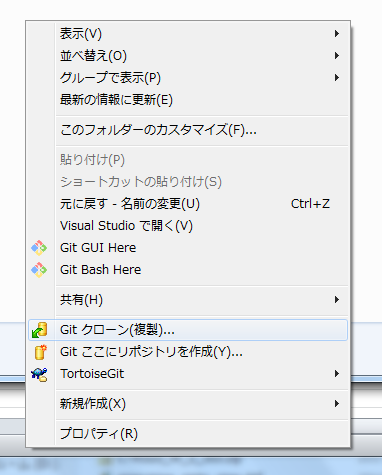 表示(V)
並べ替え(O)
グループで表示(P)
最新の情報に更新(E)
このフォルダーのカスタマイズ(F)...
貼り付け(P)
ショートカットの貼り付け(S)
元に戻す - 名前の変更(U) Ctrl+Z
Visual Studio で開く(V)
Git GUI Here
Git Bash Here
共有(H)
Git クローン(複製)...
Git ここにリポジトリを作成(Y)...
TortoiseGit
新規作成(X)
プロパティ(R)